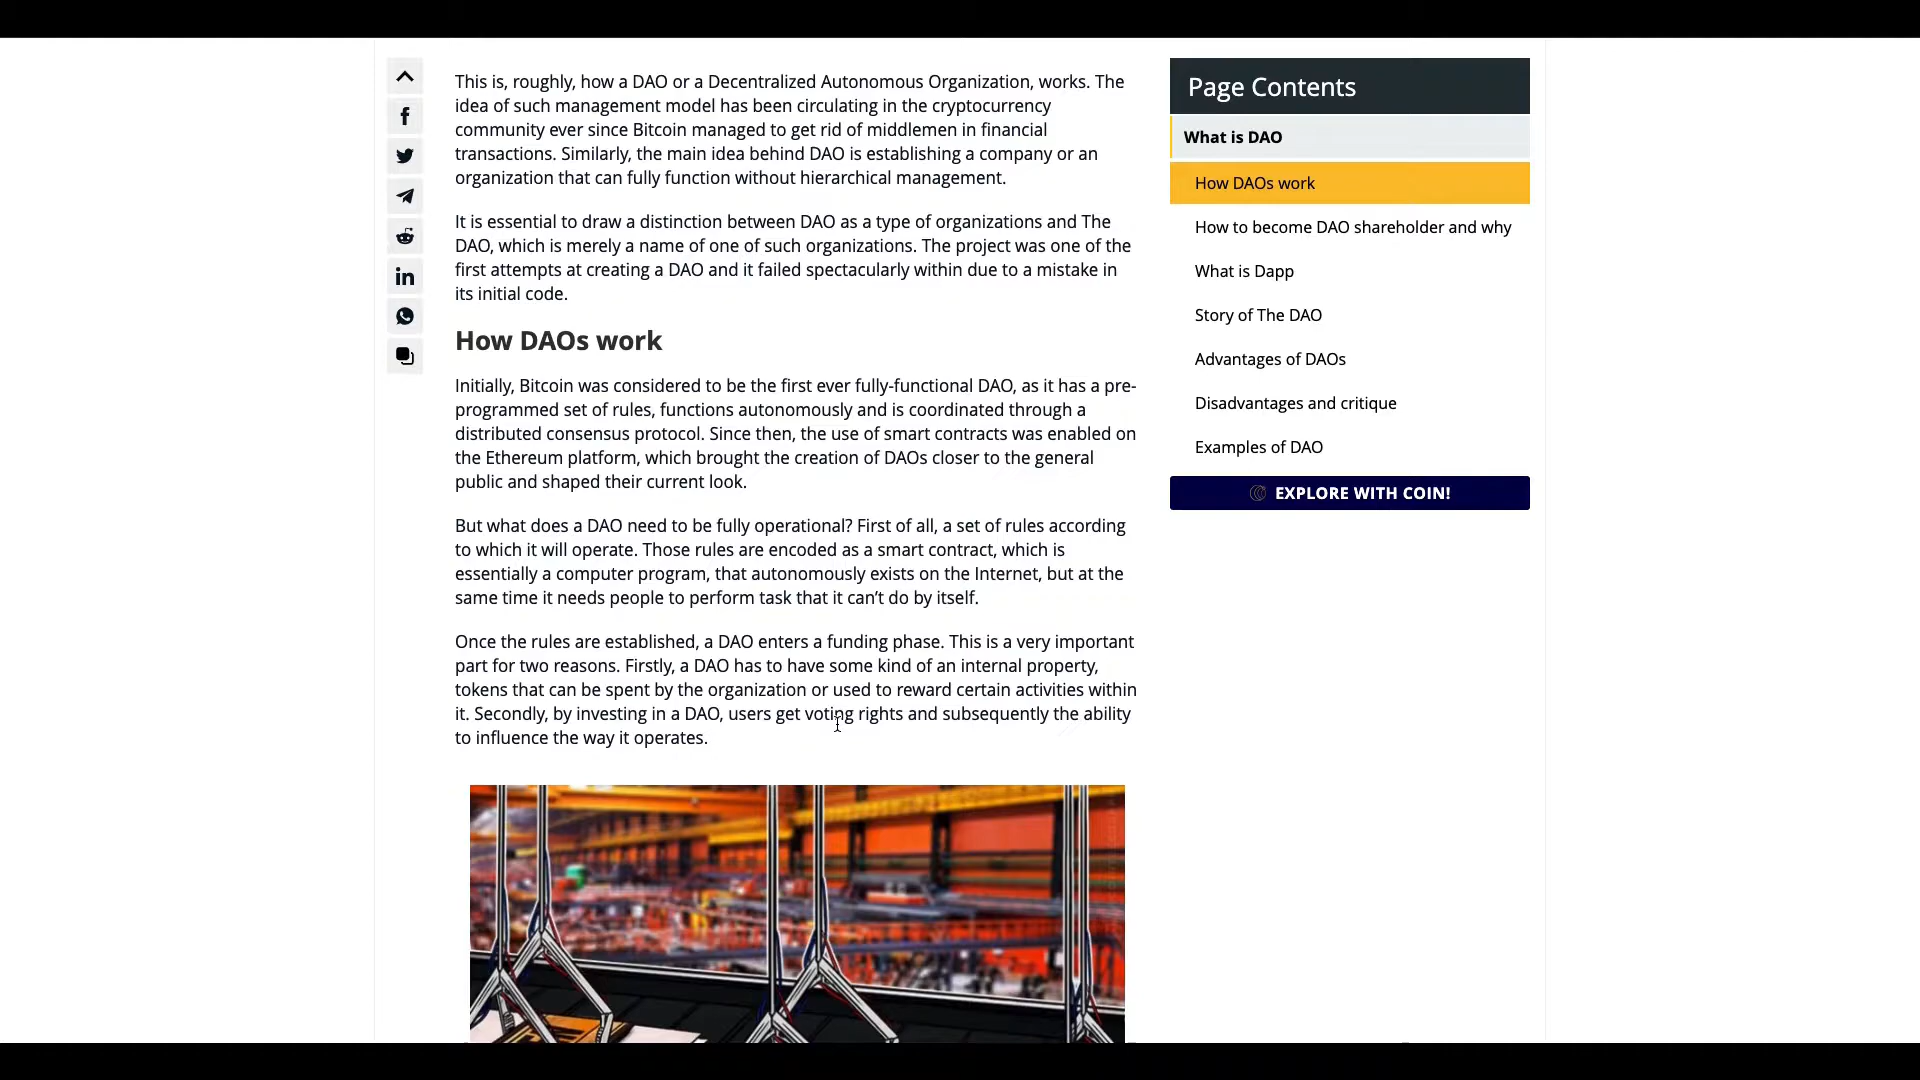 This is, roughly, how a DAO or a Decentralized Autonomous Organization, works. The
idea of such management model has been circulating in the cryptocurrency
community ever since Bitcoin managed to get rid of middlemen in financial
transactions. Similarly, the main idea behind DAO is establishing a company or an
organization that can fully function without hierarchical management.
It is essential to draw a distinction between DAO as a type of organizations and The
DAO, which is merely a name of one of such organizations. The project was one of the
first attempts at creating a DAO and it failed spectacularly within due to a mistake in
its initial code.
How DAOs work
Initially, Bitcoin was considered to be the first ever fully-functional DAO, as it has a pre-
programmed set of rules, functions autonomously and is coordinated through a
distributed consensus protocol. Since then, the use of smart contracts was enabled on
the Ethereum platform, which brought the creation of DAOs closer to the general
public and shaped their current look.
But what does a DAO need to be fully operational? First of all, a set of rules according
to which it will operate. Those rules are encoded as a smart contract, which is
essentially a computer program, that autonomously exists on the Internet, but at the
same time it needs people to perform task that it can’t do by itself.
Once the rules are established, a DAO enters a funding phase. This is a very important
part for two reasons. Firstly, a DAO has to have some kind of an internal property,
tokens that can be spent by the organization or used to reward certain activities within
it. Secondly, by investing in a DAO, users get voting rights and subsequently the ability
to influence the way it operates.
Page Contents
What is DAO
How DAOs work
How to become DAO shareholder and why
What is Dapp
Story of The DAO
Advantages of DAOs
Disadvantages and critique
Examples of DAO
EXPLORE WITH COIN!